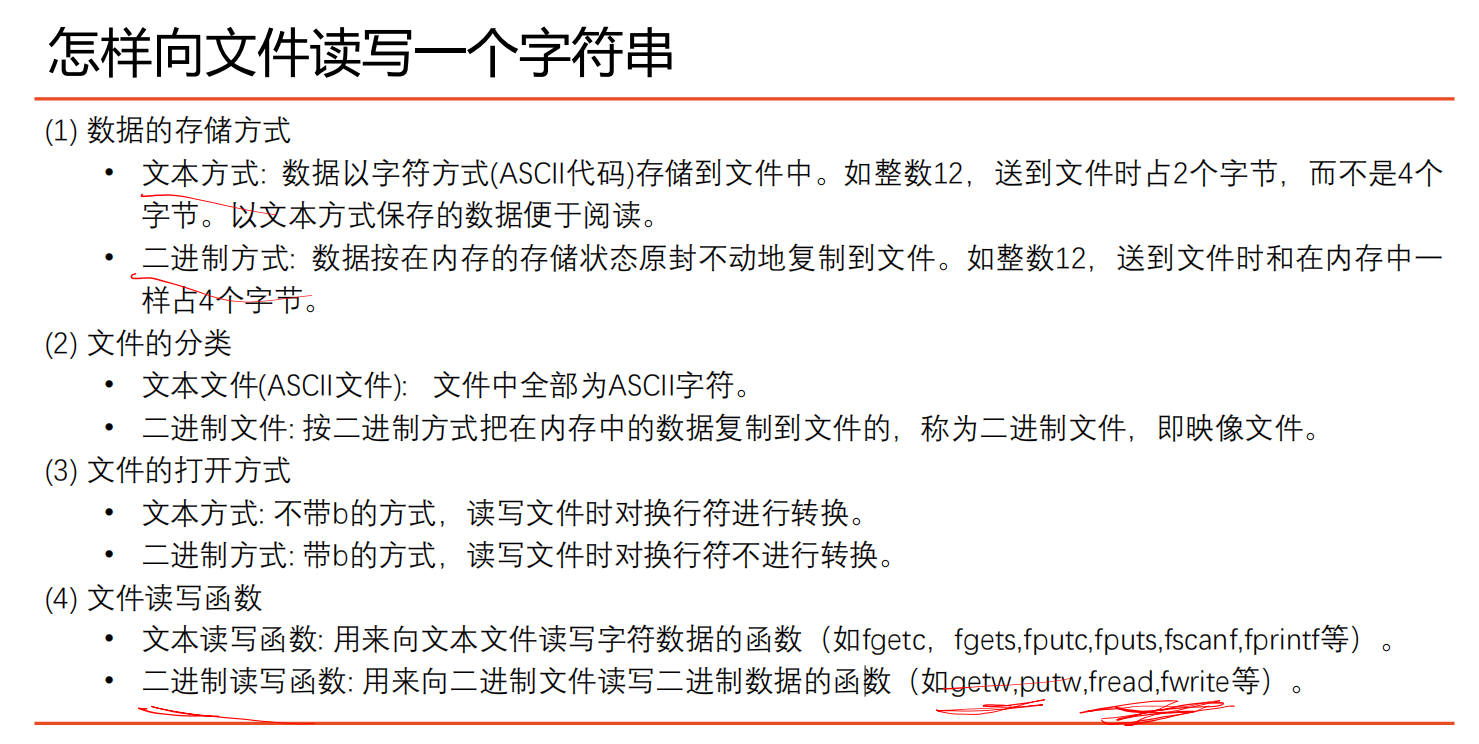 怎样向文件读写一个字符串
(1) 数据的存储方式
• 文本方式: 数据以字符方式(ASCII代码)存储到文件中。如整数12，送到文件时占2个字节，而不是4个
字节。以文本方式保存的数据便于阅读。
• 二进制方式: 数据按在内存的存储状态原封不动地复制到文件。如整数12，送到文件时和在内存中一
样占4个字节。
(2) 文件的分类
• 文本文件(ASCII文件): 文件中全部为ASCII字符。
• 二进制文件: 按二进制方式把在内存中的数据复制到文件的，称为二进制文件，即映像文件。
(3) 文件的打开方式
• 文本方式: 不带b的方式，读写文件时对换行符进行转换。
• 二进制方式: 带b的方式，读写文件时对换行符不进行转换。
(4) 文件读写函数
• 文本读写函数: 用来向文本文件读写字符数据的函数（如fgetc，fgets,fputc,fputs,fscanf,fprintf等）。
• 二进制读写函数: 用来向二进制文件读写二进制数据的函数（如getw,putw,fread,fwrite等）。